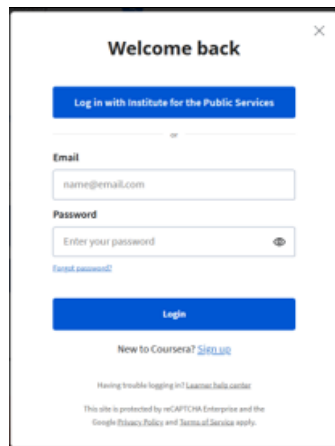 Welcome back
Log in with Institute for the Public Services
or
Email
name@email.com
Password
Enter your password
Forgot password?
Login
New to Coursera? Sign up
Having trouble logging in? Learner help center
This site is protected by reCAPTCHA Enterprise and the
Google Privacy Policy and Terms of Service apply.